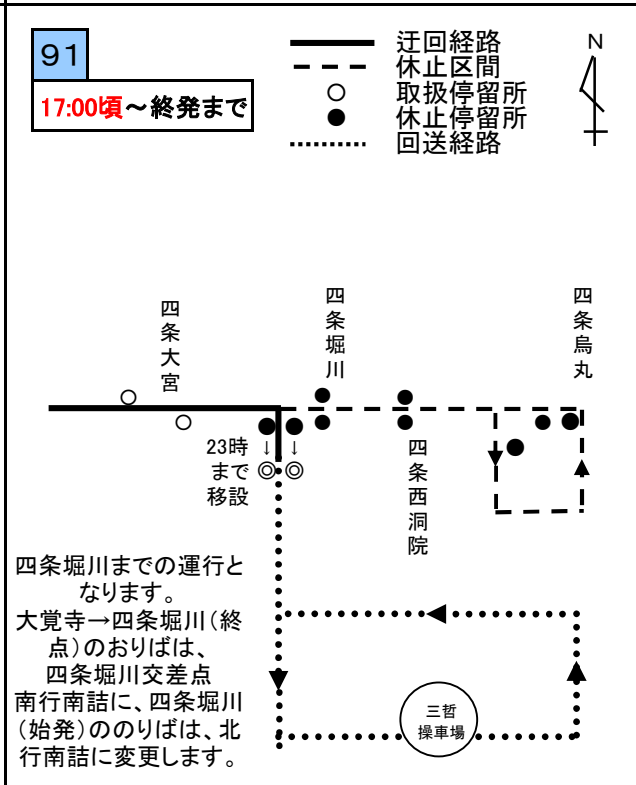 91
17:00頃～終発まで
迂回経路
休止区間
取扱停留所
休止停留所
回送経路
N
四条大宮
四条堀川
四条烏丸
四条西洞院
23時↓↓
まで◎◎
移設
四条堀川までの運行と
なります。
大覚寺→四条堀川（終
点）のおりばは、
四条堀川交差点
南行南詰に、四条堀川
（始発）ののりばは、北
行南詰に変更します。
三哲
操車場